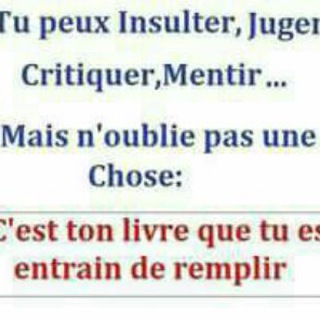 Tu peux Insulter, Juger
Critiquer,Mentir...
Mais n'oublie pas une
Chose:
C'est ton livre que tu es
entrain de remplir